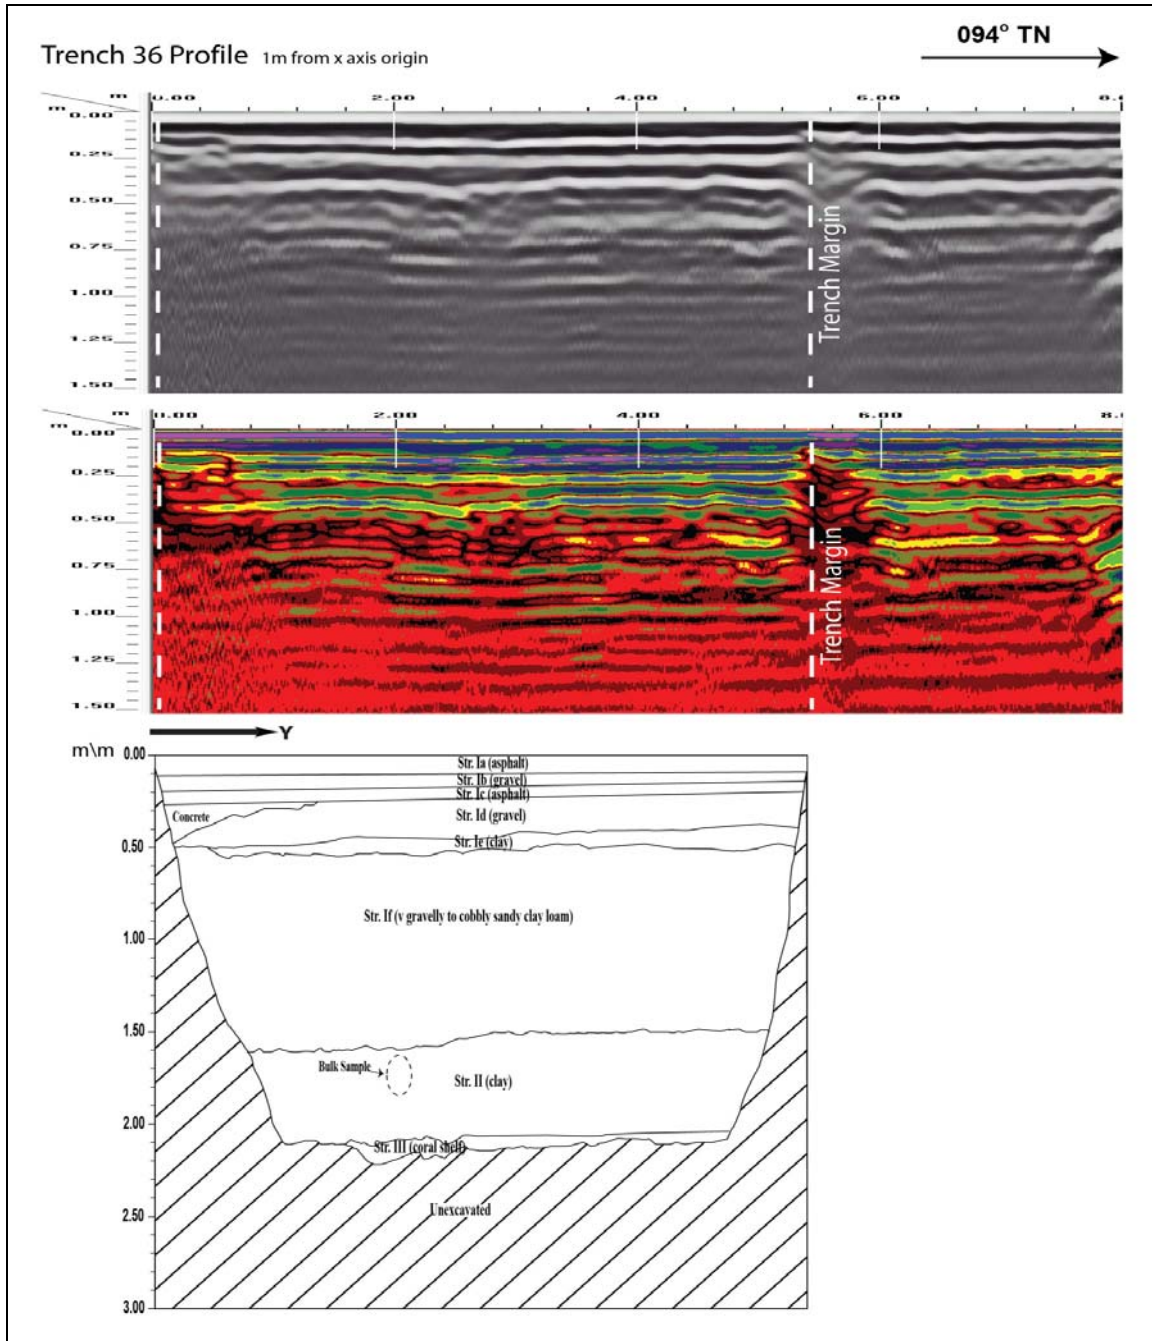 094° TN
Trench 36 Profile 1m from x axis origin
m 0.00 2.00 4.00 6.00 8.0
m
0.00
0.25
0.50
0.75
1.00
1.25
1.50
Trench Margin
m 0.00 2.00 4.00 6.00 8.0
m
0.00
0.25
0.50
0.75
1.00
1.25
1.50
Trench Margin
Y
m\m
0.00
Str. Ia (asphalt)
Str. Ib (gravel)
Str. Ic (asphalt)
Concrete
Str. Id (gravel)
Str. Ie (clay)
0.50
Str. If (v gravelly to cobbly sandy clay loam)
1.00
1.50
Bulk Sample
Str. II (clay)
2.00
Str. III (coral shelf)
Unexcavated
2.50
3.00